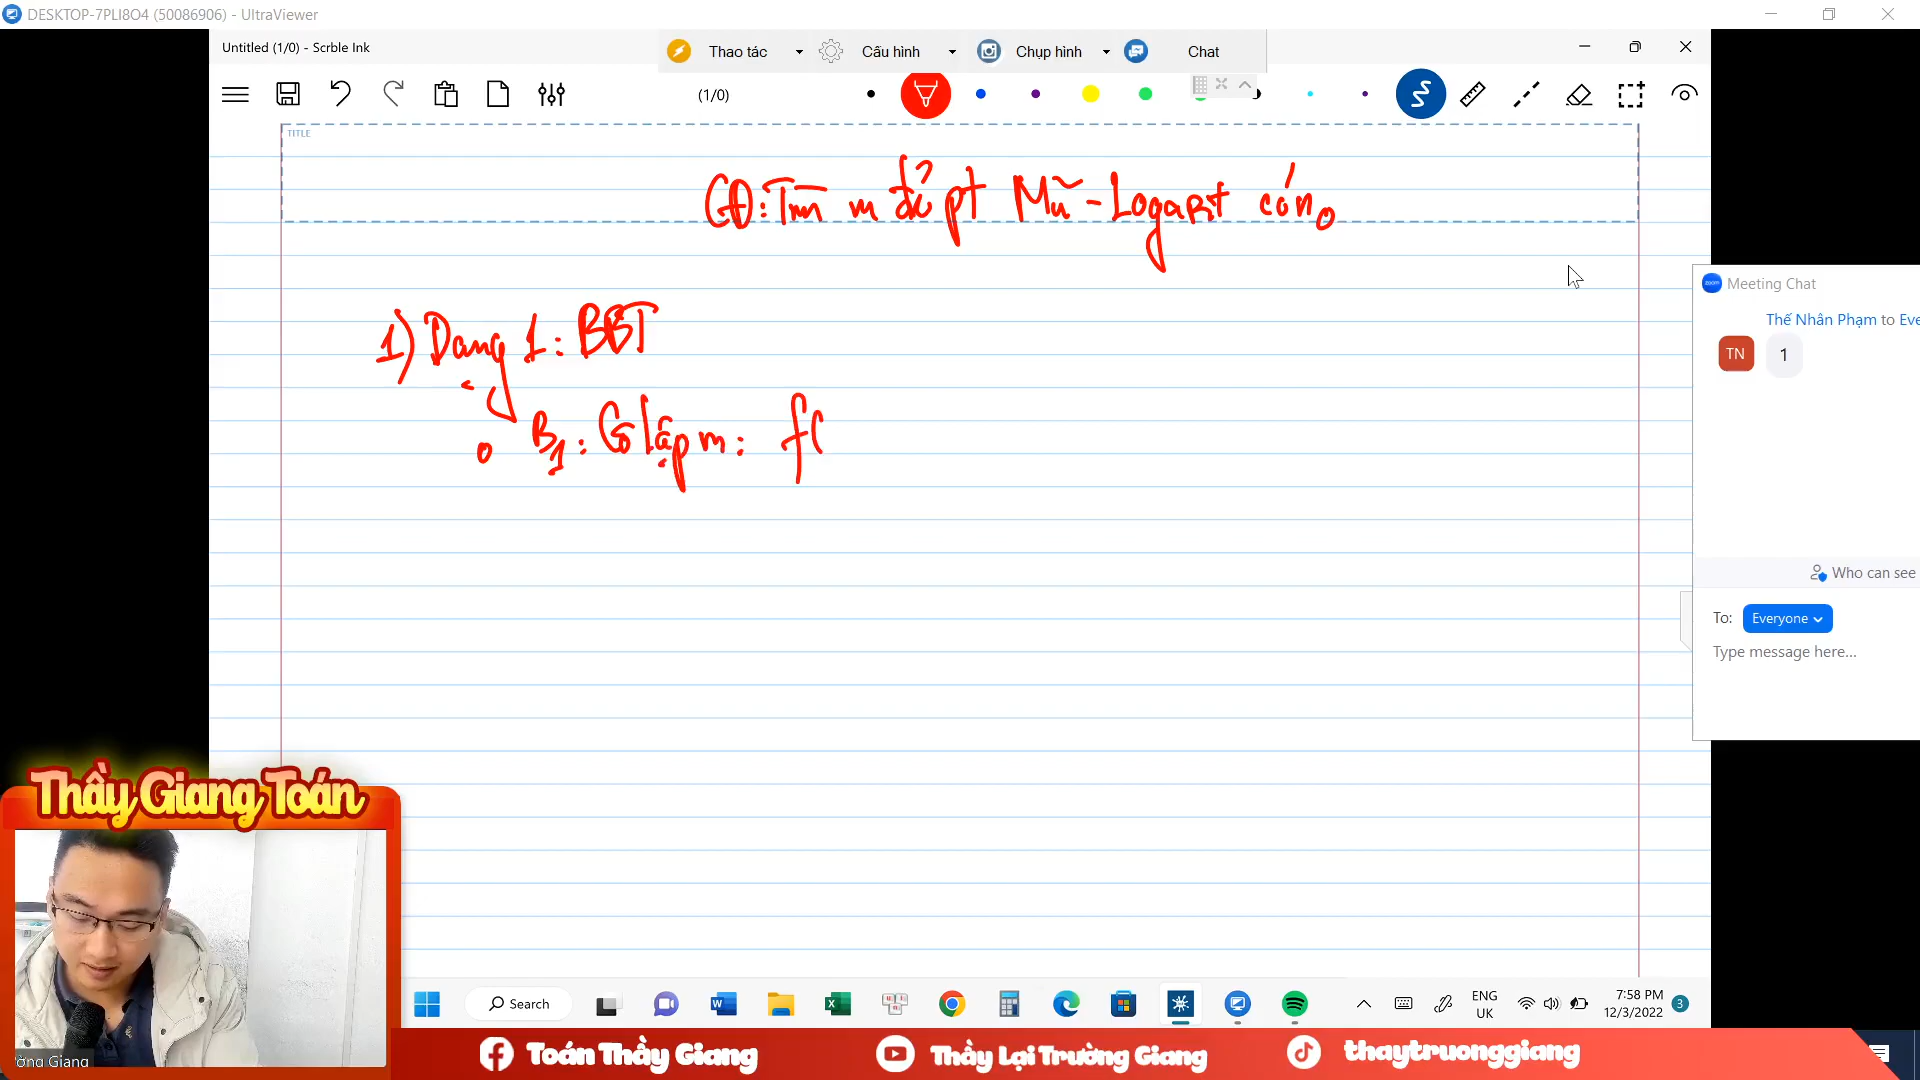 DESKTOP-7PLI8O4 (50086906) - UltraViewer
Untitled (1/0) - Scrble Ink
Thao tác
Cấu hình
Chụp hình
Chat
(1/0)
TITLE
CĐ: Tìm m để pt Mũ - Logarit có n0
1) Dạng 1: BBT
B1: Cô lập m: f(
Meeting Chat
Thế Nhân Phạm to Eve
TN
1
Who can see
To: Everyone
Type message here...
Thầy Giang Toán
ờng Giang
Search
ENG
UK
7:58 PM
12/3/2022
3
Toán Thầy Giang
Thầy Lại Trường Giang
thaytruonggiang